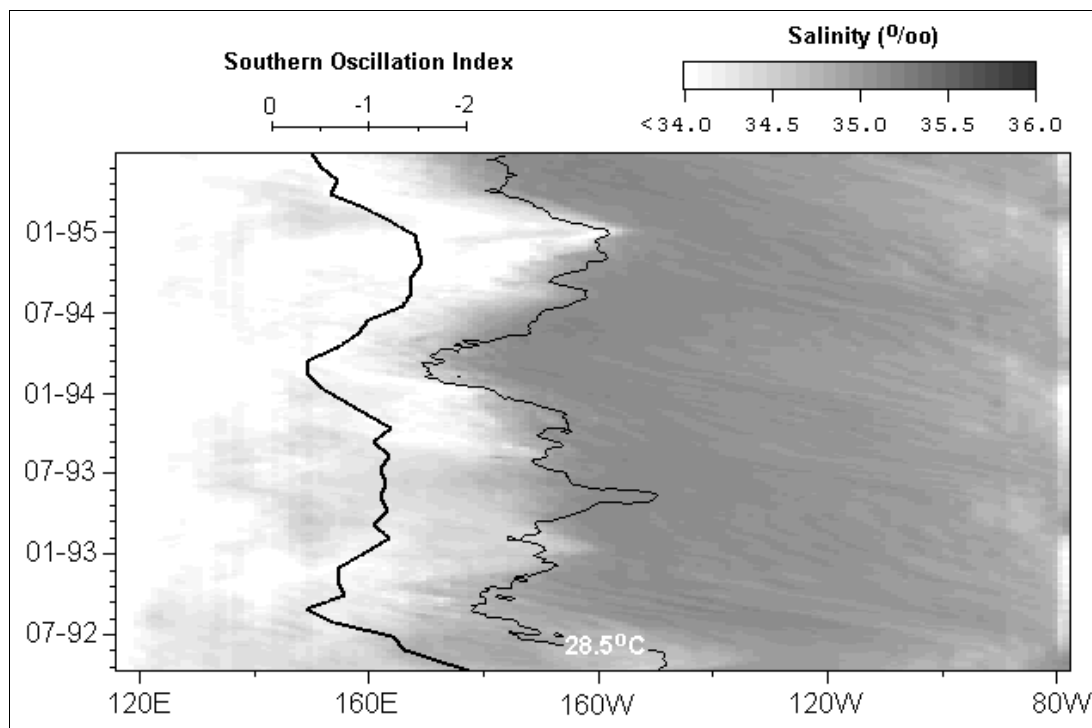 Salinity (⁰/oo)
Southern Oscillation Index
0 -1 -2
<34.0 34.5 35.0 35.5 36.0
01-95
07-94
01-94
07-93
01-93
07-92
28.5⁰C
120E 160E 160W 120W 80W